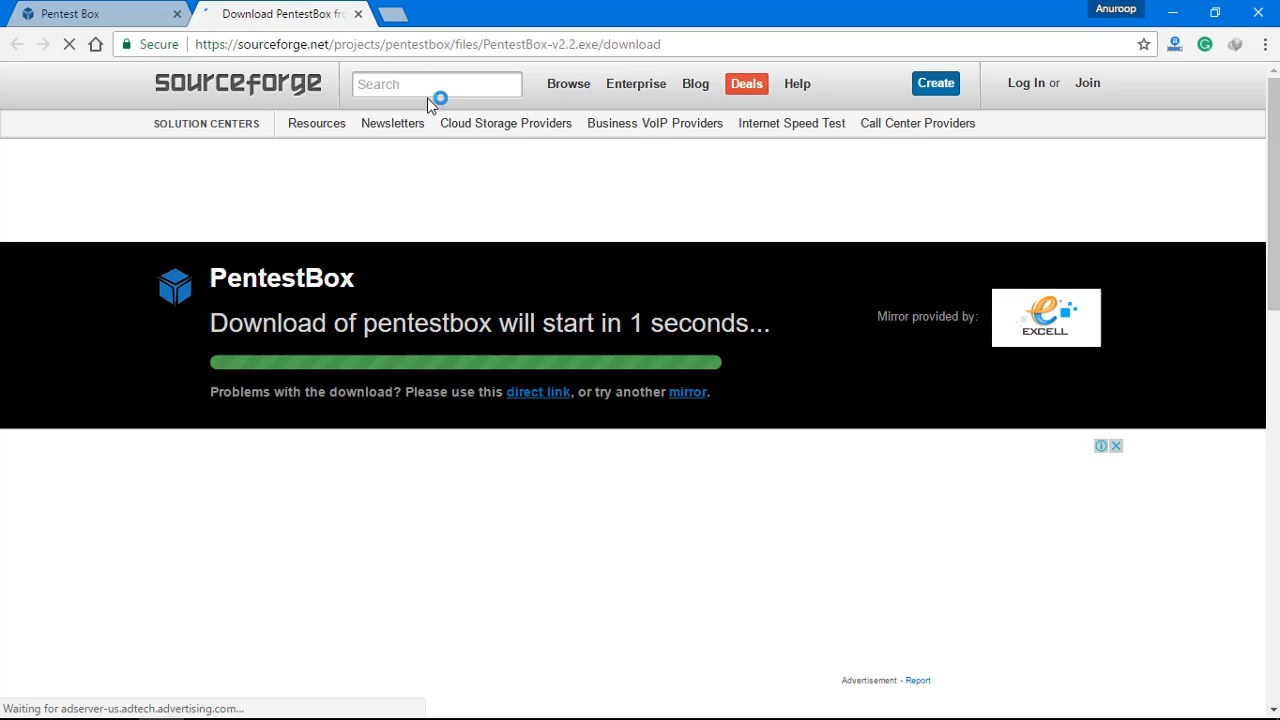 Anuroop
Pent Box
Download PentestBox fr
Secure
https://sourceforge.net/projects/pentestbox/files/PentestBox-v2.2.exe/download
sourceforge
Search
Browse
Enterprise
Blog
Deals
Help
Create
Log In or Join
SOLUTION CENTERS
Resources
Newsletters
Cloud Storage Providers
Business VoIP Providers
Internet Speed Test
Call Center Providers
PentestBox
Download of pentestbox will start in 1 seconds...
Mirror provided by:
e
EXCELL
Problems with the download? Please use this direct link, or try another mirror.
Advertisement - Report
Waiting for adserver-us.adtech.advertising.com...